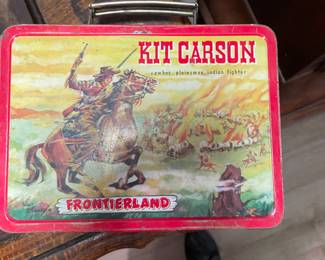 KIT CARSON
cowboy, plainsman, indian fighter
FRONTIERLAND